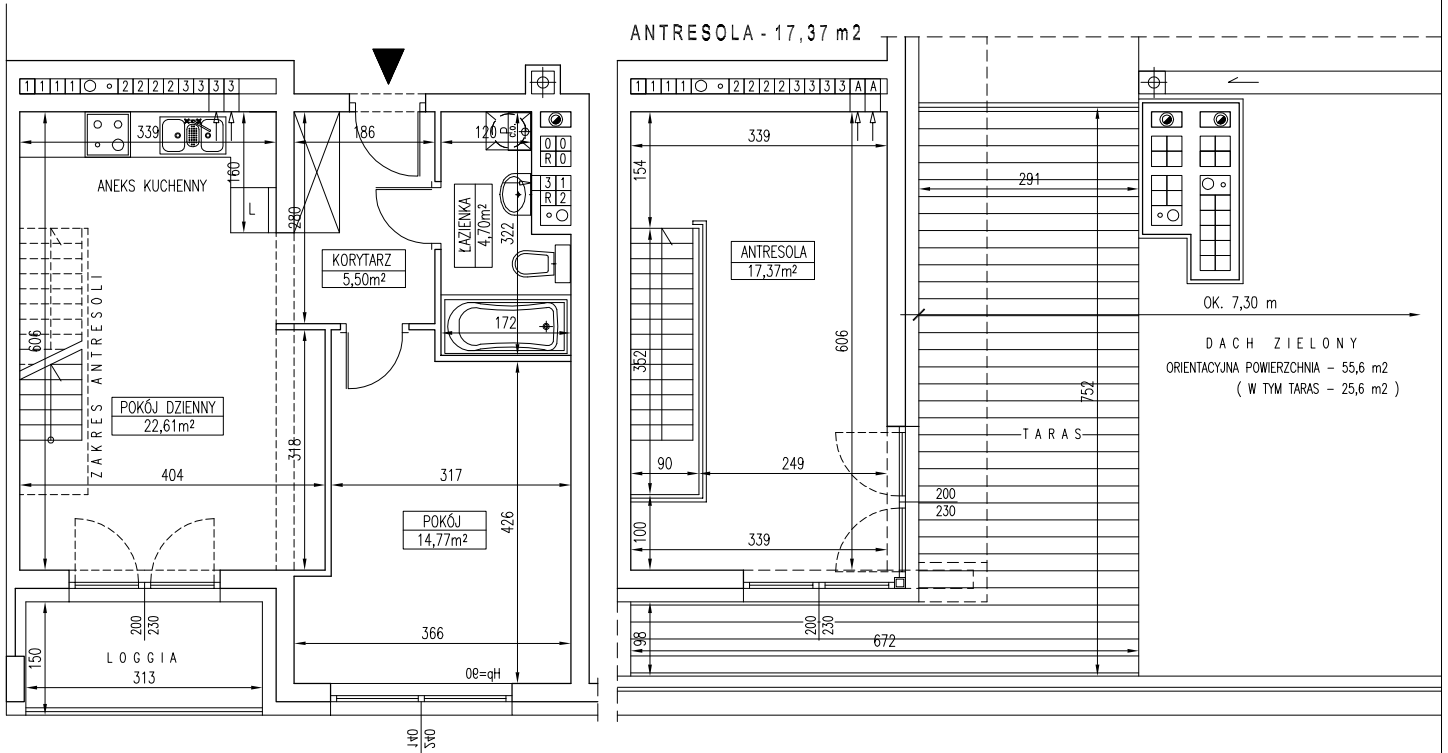 ANTRESOLA - 17,37 m2
1 1 1 1 2 2 2 2 3 3 3 3
339
ANEKS KUCHENNY
160
L
280
186
120
P
c.o.
0 0
R 0
3 1
R 2
ŁAZIENKA
4,70m²
322
KORYTARZ
5,50m²
172
606
ZAKRES ANTRESOLI
POKÓJ DZIENNY
22,61m²
318
404
317
POKÓJ
14,77m²
426
200
230
LOGGIA
150
313
366
Hp=90
140
240
1 1 1 1 2 2 2 2 3 3 3 3 A A
339
154
ANTRESOLA
17,37m²
352
606
90
249
100
339
200
230
200
230
98
672
291
752
TARAS
OK. 7,30 m
DACH ZIELONY
ORIENTACYJNA POWIERZCHNIA – 55,6 m2
( W TYM TARAS – 25,6 m2 )